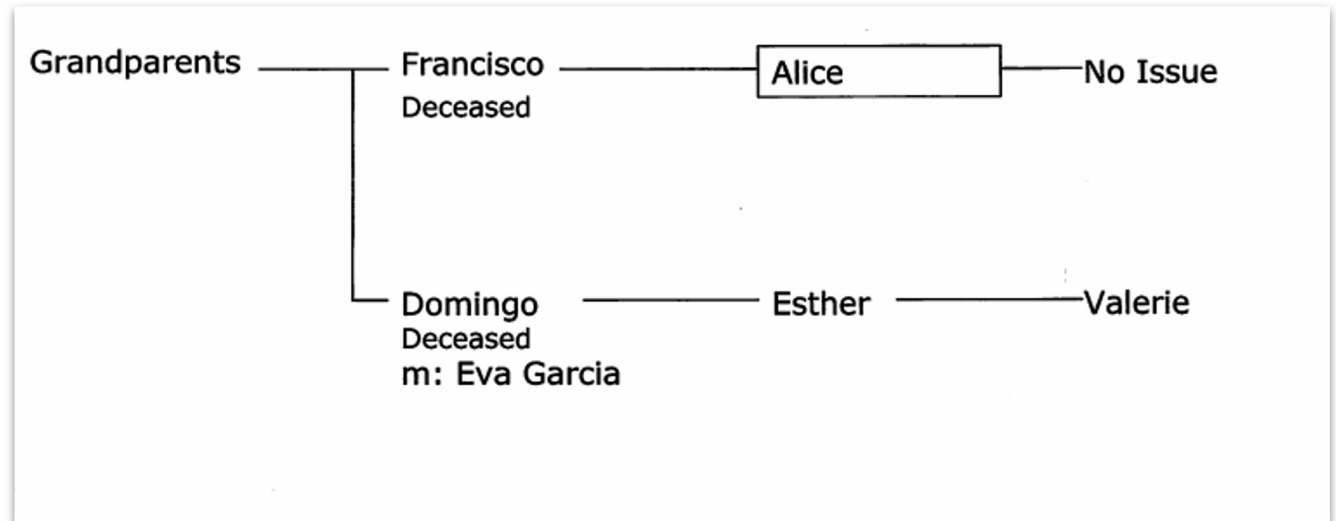 Grandparents
Francisco
Deceased
Alice
No Issue
Domingo
Deceased
m: Eva Garcia
Esther
Valerie